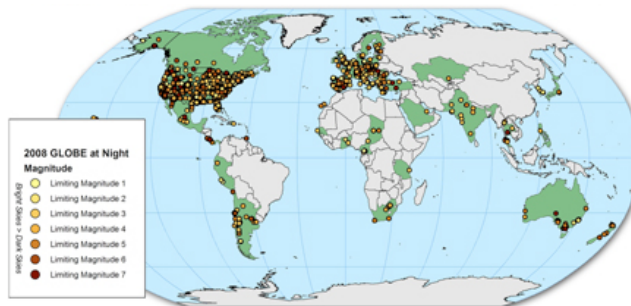 2008 GLOBE at Night
Magnitude
Bright Skies > Dark Skies
Limiting Magnitude 1
Limiting Magnitude 2
Limiting Magnitude 3
Limiting Magnitude 4
Limiting Magnitude 5
Limiting Magnitude 6
Limiting Magnitude 7